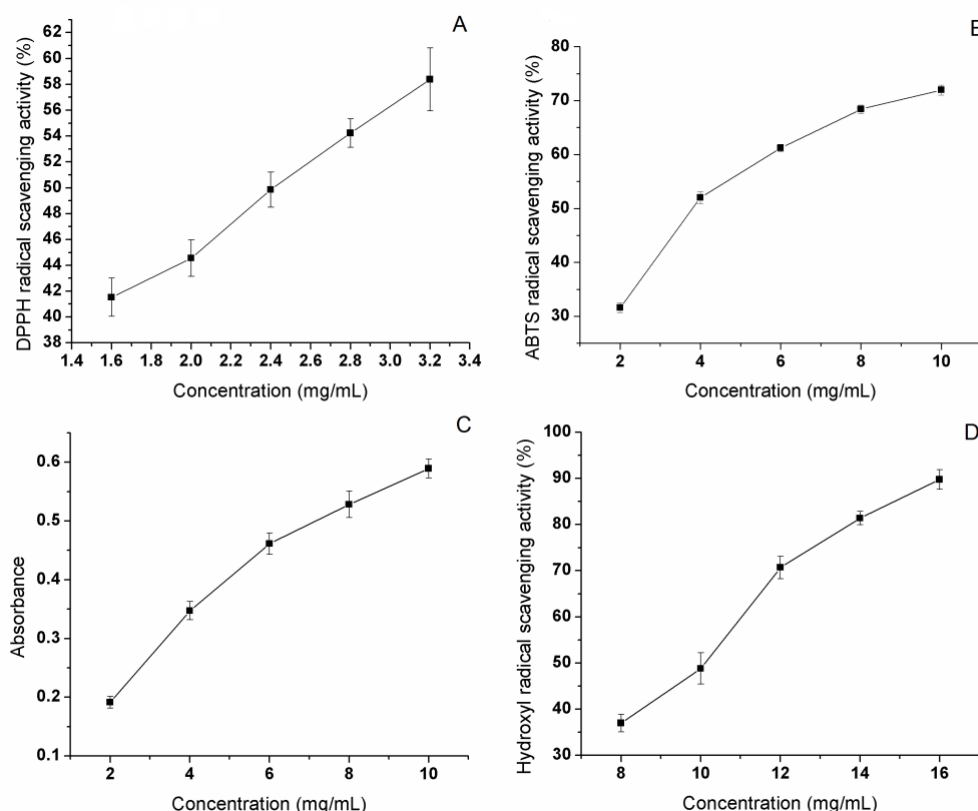 A
DPPH radical scavenging activity (%)
62
60
58
56
54
52
50
48
46
44
42
40
38
1.4 1.6 1.8 2.0 2.2 2.4 2.6 2.8 3.0 3.2 3.4
Concentration (mg/mL)
B
ABTS radical scavenging activity (%)
80
70
60
50
40
30
2 4 6 8 10
Concentration (mg/mL)
C
Absorbance
0.6
0.5
0.4
0.3
0.2
0.1
2 4 6 8 10
Concentration (mg/mL)
D
Hydroxyl radical scavenging activity (%)
100
90
80
70
60
50
40
30
8 10 12 14 16
Concentration (mg/mL)